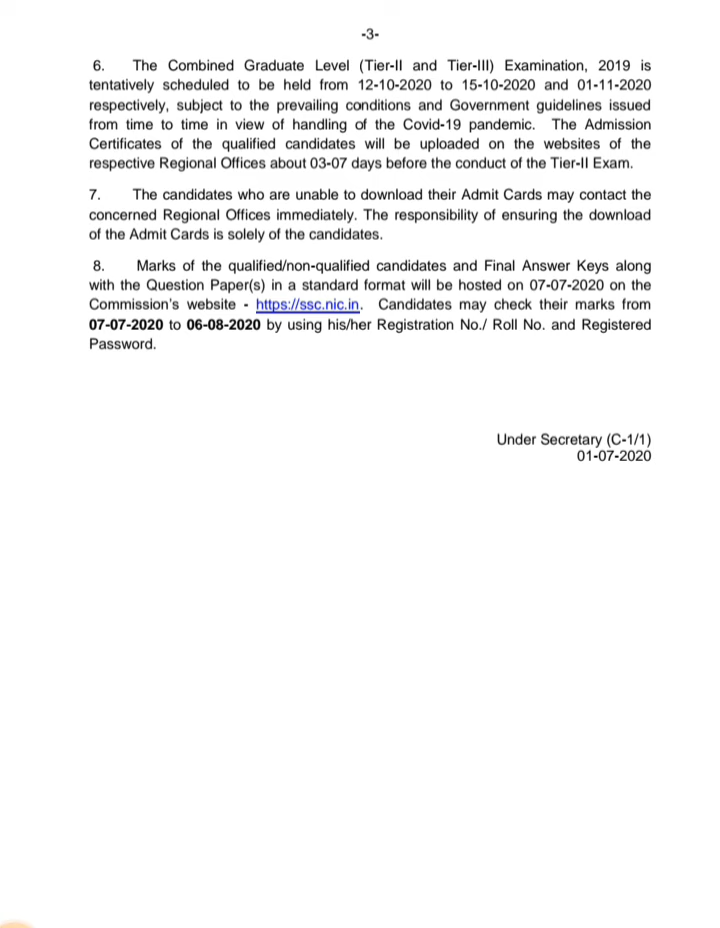 -3-
6. The Combined Graduate Level (Tier-II and Tier-III) Examination, 2019 is
tentatively scheduled to be held from 12-10-2020 to 15-10-2020 and 01-11-2020
respectively, subject to the prevailing conditions and Government guidelines issued
from time to time in view of handling of the Covid-19 pandemic. The Admission
Certificates of the qualified candidates will be uploaded on the websites of the
respective Regional Offices about 03-07 days before the conduct of the Tier-II Exam.
7. The candidates who are unable to download their Admit Cards may contact the
concerned Regional Offices immediately. The responsibility of ensuring the download
of the Admit Cards is solely of the candidates.
8. Marks of the qualified/non-qualified candidates and Final Answer Keys along
with the Question Paper(s) in a standard format will be hosted on 07-07-2020 on the
Commission's website - https://ssc.nic.in. Candidates may check their marks from
07-07-2020 to 06-08-2020 by using his/her Registration No./ Roll No. and Registered
Password.
Under Secretary (C-1/1)
01-07-2020